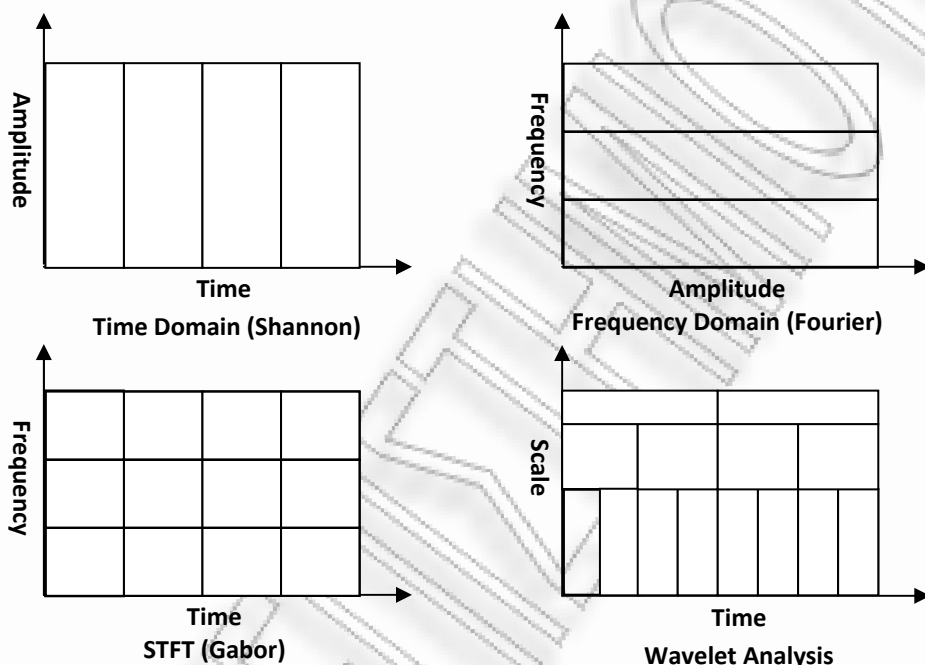 Amplitude
Time
Time Domain (Shannon)
Frequency
Amplitude
Frequency Domain (Fourier)
Frequency
Time
STFT (Gabor)
Scale
Time
Wavelet Analysis